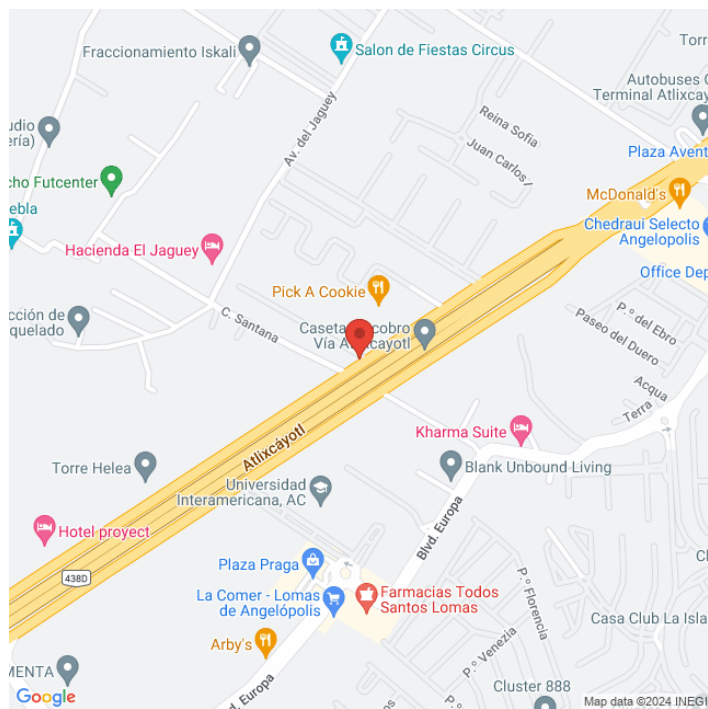 Fraccionamiento Iskali
Salon de Fiestas Circus
Torre
Autobuses
Terminal Atlixcay
Reina Sofia
Juan Carlos I
Av. del Jaguey
Plaza Avent
McDonald's
Chedraui Selecto
Angelopolis
Office Dep
Futcenter
Hacienda El Jaguey
Pick A Cookie
C. Santana
Caseta
Vía
P.º del Ebro
Paseo del Duero
Acqua
Terra
Kharma Suite
Blank Unbound Living
Torre Helea
Atlixcáyotl
Universidad
Interamericana, AC
Hotel proyect
438D
Blvd. Europa
Plaza Praga
La Comer - Lomas
de Angelópolis
Farmacias Todos
Santos Lomas
P.º Florencia
Casa Club La Isla
P.º Venezia
Arby's
MENTA
Cluster 888
Google
Map data ©2024 INEGI